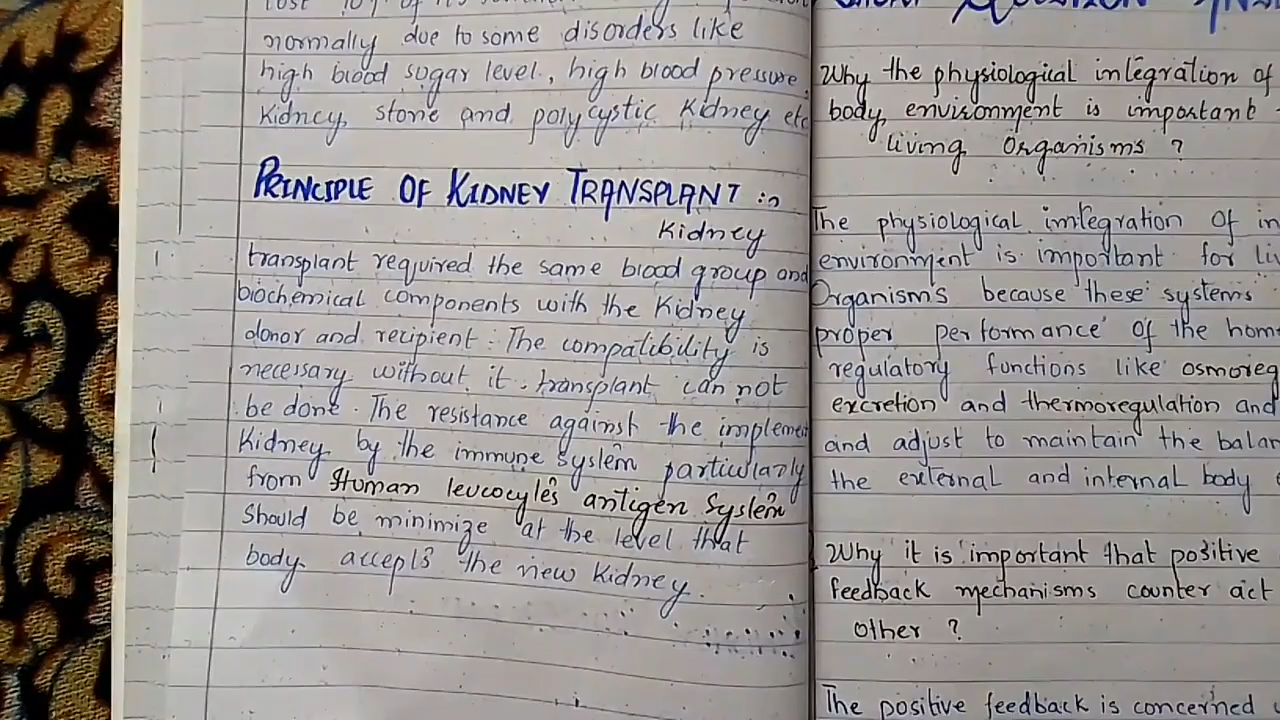 normally due to some disorders like
high blood sugar level, high blood pressure,
Kidney stone and polycystic Kidney etc
PRINCIPLE OF KIDNEY TRANSPLANT :-
Kidney
transplant required the same blood group and
biochemical components with the Kidney
donor and recipient. The compatibility is
necessary without it transplant can not
be done. The resistance against the implemen
Kidney by the immune system particularly
from Human leucocytes antigen system
should be minimize at the level that
body accepts the new Kidney.
Why the physiological integration of
body environment is important
living Organisms ?
The physiological integration of in
environment is important for liv
Organisms because these systems
proper performance of the hom
regulatory functions like osmoreg
excretion and thermoregulation and
and adjust to maintain the balan
the external and internal body
Why it is important that positive
feedback mechanisms counter act
Other ?
The positive feedback is concerned